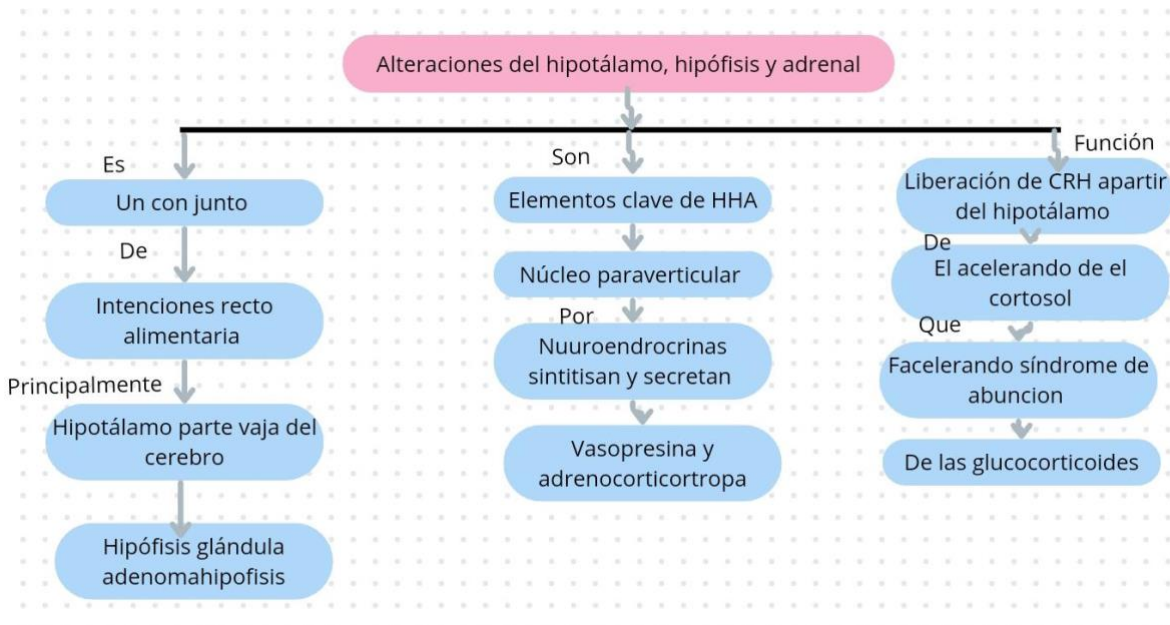 Alteraciones del hipotálamo, hipófisis y adrenal
Es
Un con junto
De
Intenciones recto
alimentaria
Principalmente
Hipotálamo parte vaja del
cerebro
Hipófisis glándula
adenomahipofisis
Son
Elementos clave de HHA
Núcleo paraverticular
Por
Nuuroendrocrinas
sintitisan y secretan
Vasopresina y
adrenocorticortropa
Función
Liberación de CRH apartir
del hipotálamo
De
El acelerando de el
cortosol
Que
Facelerando síndrome de
abuncion
De las glucocorticoides